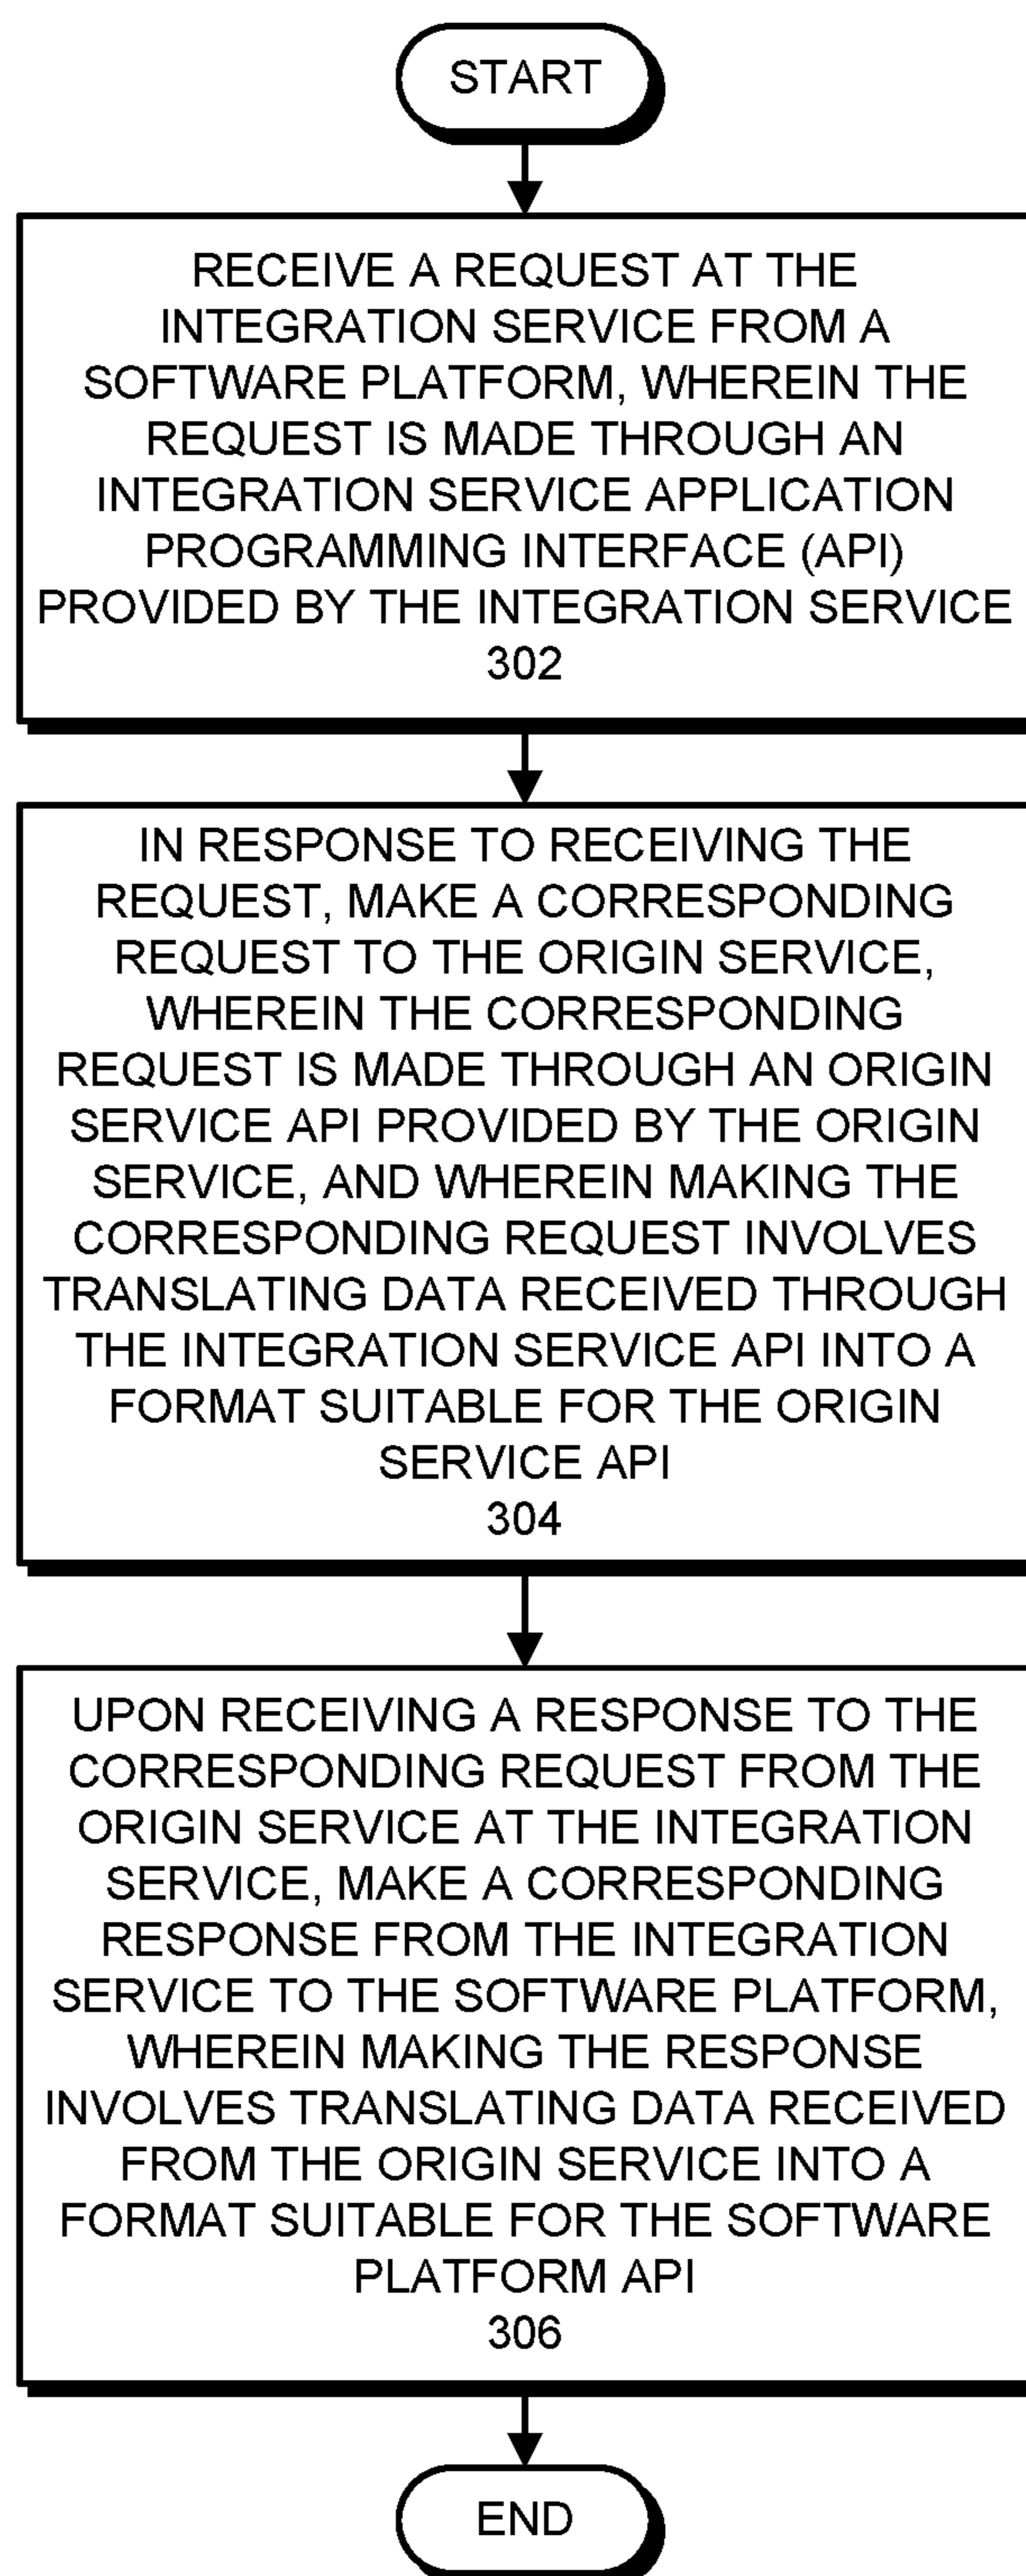 START
RECEIVE A REQUEST AT THE
INTEGRATION SERVICE FROM A
SOFTWARE PLATFORM, WHEREIN THE
REQUEST IS MADE THROUGH AN
INTEGRATION SERVICE APPLICATION
PROGRAMMING INTERFACE (API)
PROVIDED BY THE INTEGRATION SERVICE
302
IN RESPONSE TO RECEIVING THE
REQUEST, MAKE A CORRESPONDING
REQUEST TO THE ORIGIN SERVICE,
WHEREIN THE CORRESPONDING
REQUEST IS MADE THROUGH AN ORIGIN
SERVICE API PROVIDED BY THE ORIGIN
SERVICE, AND WHEREIN MAKING THE
CORRESPONDING REQUEST INVOLVES
TRANSLATING DATA RECEIVED THROUGH
THE INTEGRATION SERVICE API INTO A
FORMAT SUITABLE FOR THE ORIGIN
SERVICE API
304
UPON RECEIVING A RESPONSE TO THE
CORRESPONDING REQUEST FROM THE
ORIGIN SERVICE AT THE INTEGRATION
SERVICE, MAKE A CORRESPONDING
RESPONSE FROM THE INTEGRATION
SERVICE TO THE SOFTWARE PLATFORM,
WHEREIN MAKING THE RESPONSE
INVOLVES TRANSLATING DATA RECEIVED
FROM THE ORIGIN SERVICE INTO A
FORMAT SUITABLE FOR THE SOFTWARE
PLATFORM API
306
END